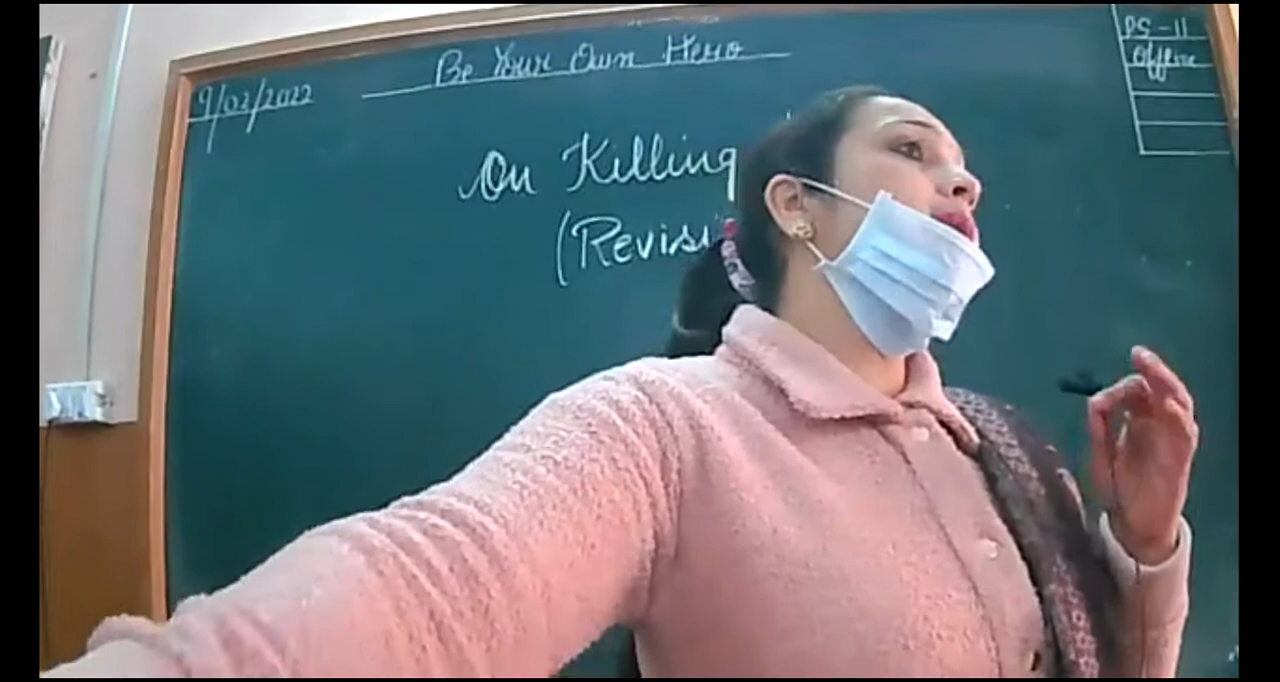 Be Your Own Hero
9/02/2022
PS-11
Offline
On Killing
(Revisi